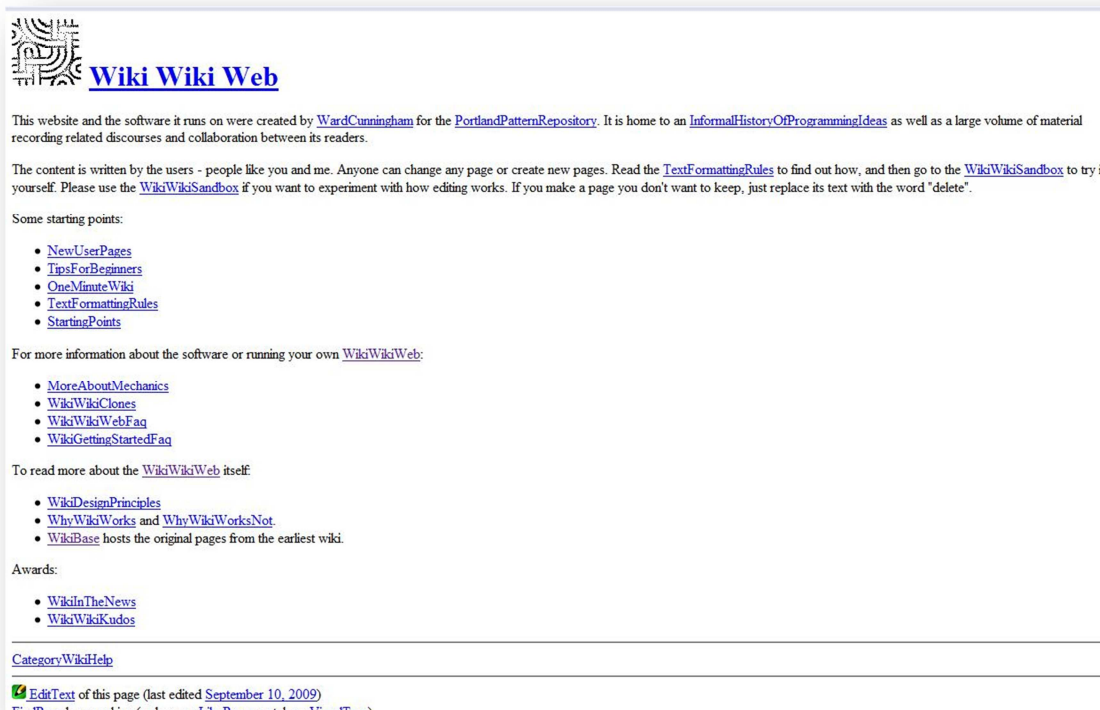 Wiki Wiki Web
This website and the software it runs on were created by WardCunningham for the PortlandPatternRepository. It is home to an InformalHistoryOfProgrammingIdeas as well as a large volume of material
recording related discourses and collaboration between its readers.
The content is written by the users - people like you and me. Anyone can change any page or create new pages. Read the TextFormattingRules to find out how, and then go to the WikiWikiSandbox to try
yourself. Please use the WikiWikiSandbox if you want to experiment with how editing works. If you make a page you don't want to keep, just replace its text with the word "delete".
Some starting points:
NewUserPages
TipsForBeginners
OneMinuteWiki
TextFormattingRules
StartingPoints
For more information about the software or running your own WikiWikiWeb:
MoreAboutMechanics
WikiWikiClones
WikiWikiWebFaq
WikiGettingStartedFaq
To read more about the WikiWikiWeb itself:
WikiDesignPrinciples
WhyWikiWorks and WhyWikiWorksNot.
WikiBase hosts the original pages from the earliest wiki.
Awards:
WikiInTheNews
WikiWikiKudos
CategoryWikiHelp
EditText of this page (last edited September 10, 2009)